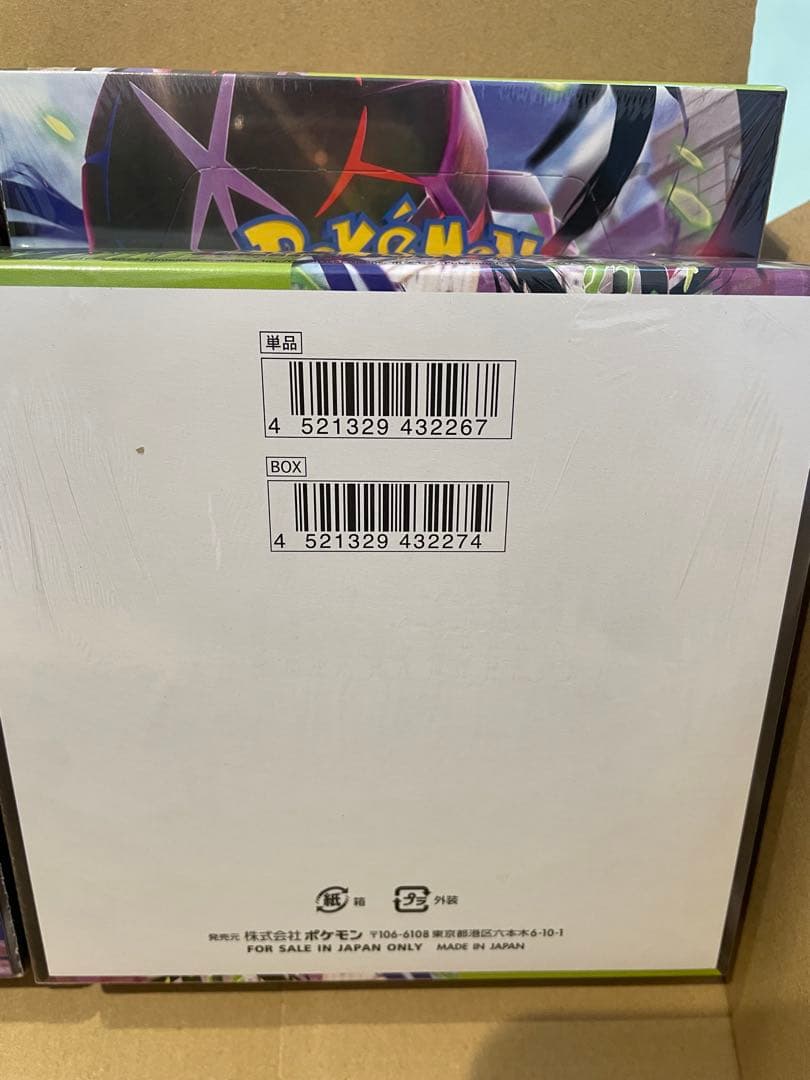 Pokémon
単品
4 521329 432267
BOX
4 521329 432274
紙 箱 プラ 外装
発売元 株式会社 ポケモン 〒106-6108 東京都港区六本木6-10-1
FOR SALE IN JAPAN ONLY MADE IN JAPAN